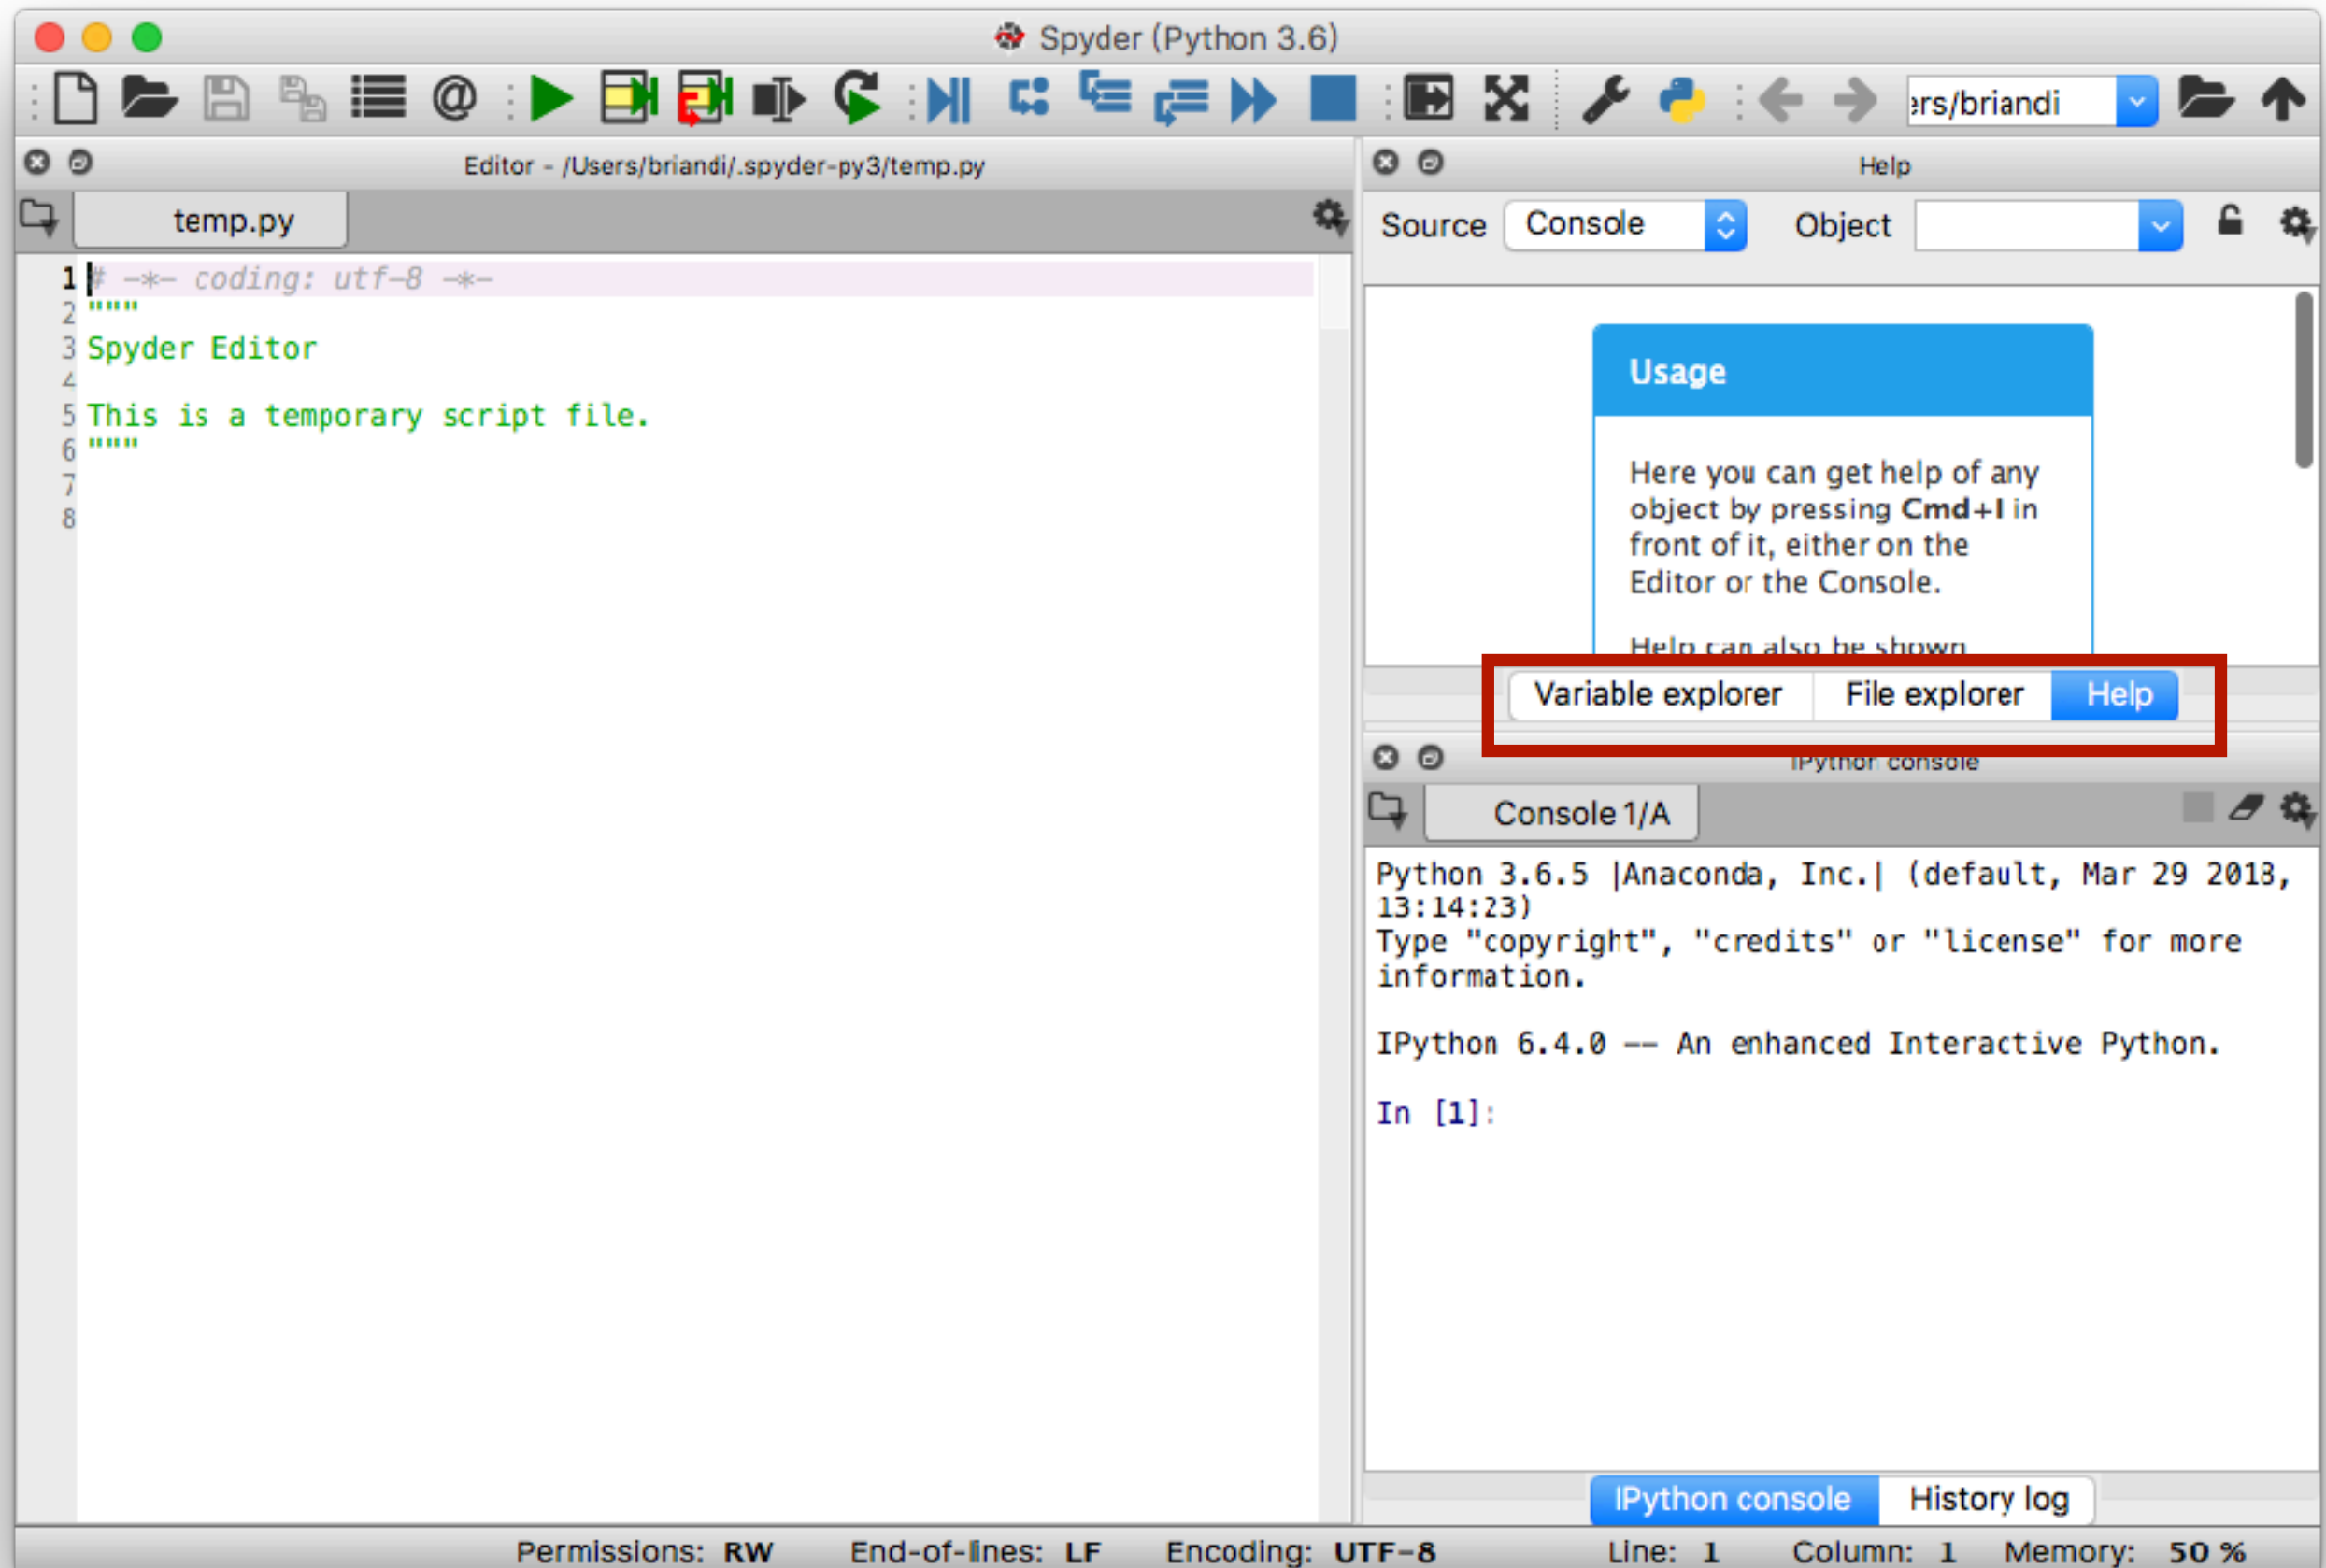 Spyder (Python 3.6)
ers/briandi
Editor - /Users/briandi/.spyder-py3/temp.py
temp.py
1 # -*- coding: utf-8 -*-
2 """
3 Spyder Editor
4
5 This is a temporary script file.
6 """
7
8
Help
Source Console Object
Usage
Here you can get help of any
object by pressing Cmd+I in
front of it, either on the
Editor or the Console.
Help can also be shown
Variable explorer File explorer Help
IPython console
Console 1/A
Python 3.6.5 |Anaconda, Inc.| (default, Mar 29 2018,
13:14:23)
Type "copyright", "credits" or "license" for more
information.
IPython 6.4.0 -- An enhanced Interactive Python.
In [1]:
IPython console History log
Permissions: RW End-of-lines: LF Encoding: UTF-8 Line: 1 Column: 1 Memory: 50 %